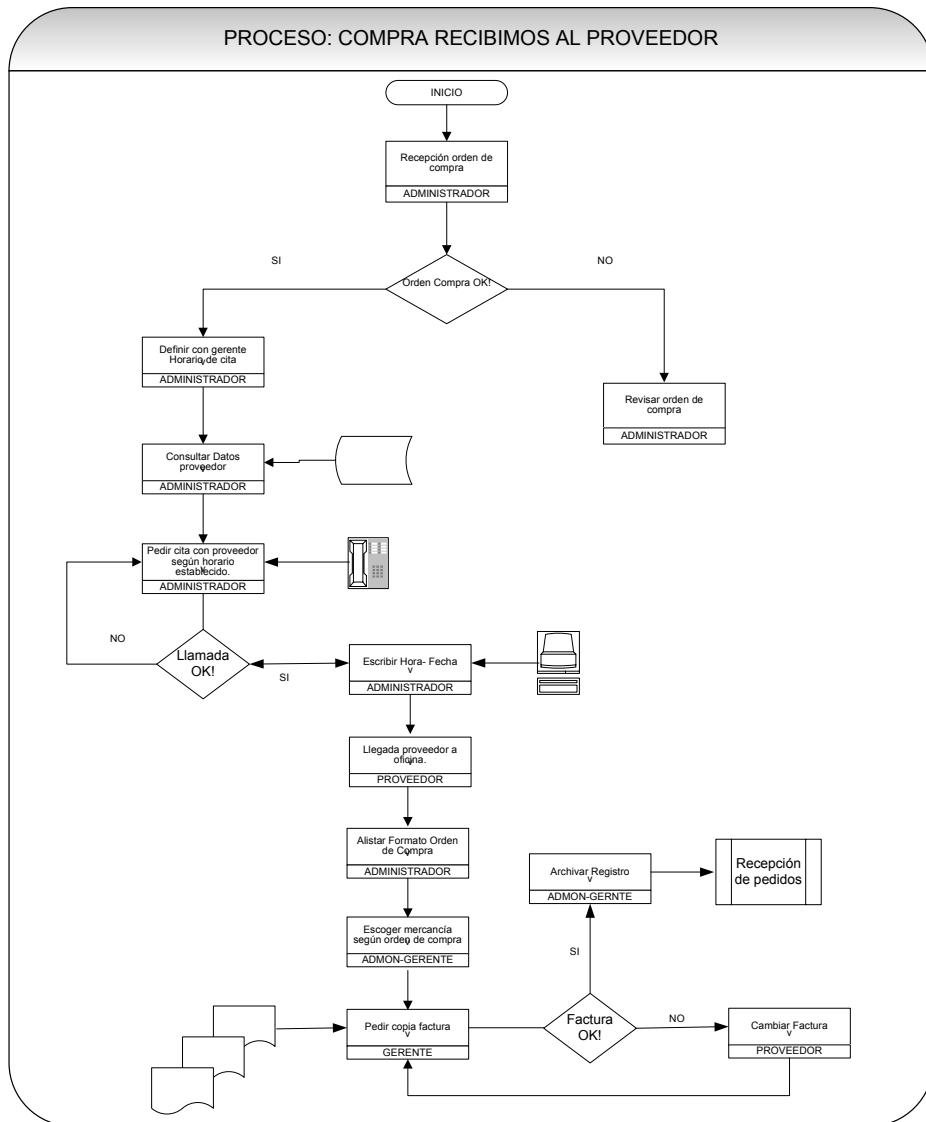 PROCESO: COMPRA RECIBIMOS AL PROVEEDOR
INICIO
Recepción orden de
compra
ADMINISTRADOR
SI
NO
Orden Compra OK!
Definir con gerente
Horario de cita
v
ADMINISTRADOR
Revisar orden de
compra
ADMINISTRADOR
Consultar Datos
proveedor
v
ADMINISTRADOR
Pedir cita con proveedor
según horario
establecido.
v
ADMINISTRADOR
NO
Llamada
OK!
SI
Escribir Hora- Fecha
v
ADMINISTRADOR
Llegada proveedor a
oficina.
v
PROVEEDOR
Alistar Formato Orden
de Compra
v
ADMINISTRADOR
Archivar Registro
v
ADMON-GERNTE
Recepción
de pedidos
Escoger mercancía
según orden de compra
v
ADMON-GERENTE
SI
Pedir copia factura
v
GERENTE
Factura
OK!
NO
Cambiar Factura
v
PROVEEDOR